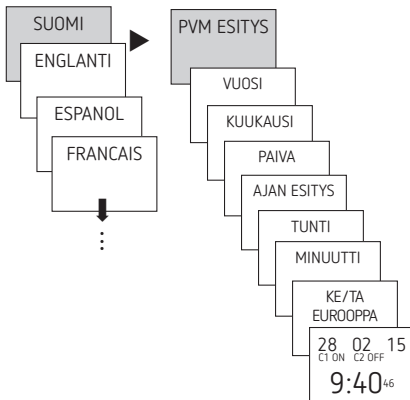 SUOMI
ENGLANTI
ESPANOL
FRANCAIS
PVM ESITYS
VUOSI
KUUKAUSI
PAIVA
AJAN ESITYS
TUNTI
MINUUTTI
KE/TA
EUROOPPA
28 02 15
C1 ON C2 OFF
9:40 46